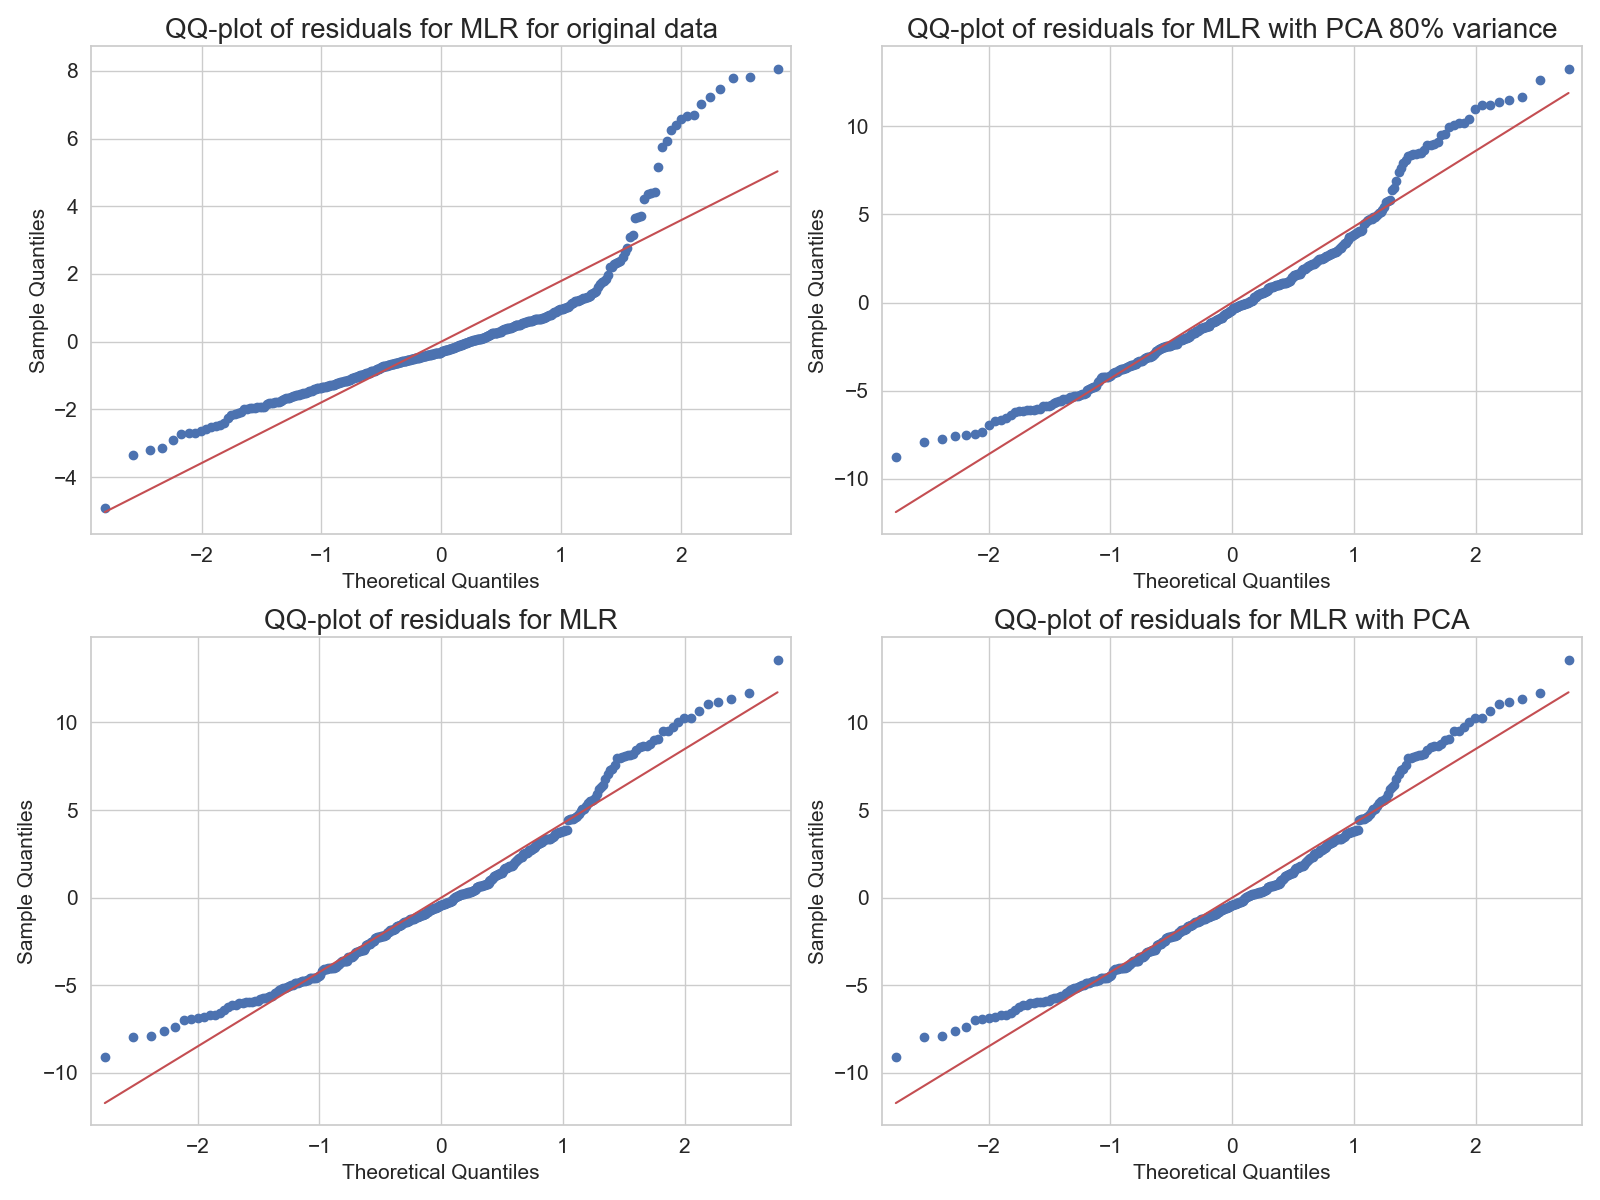 QQ-plot of residuals for MLR for original data
Sample Quantiles
8
6
4
2
0
−2
−4
−2 −1 0 1 2
Theoretical Quantiles
QQ-plot of residuals for MLR with PCA 80% variance
Sample Quantiles
10
5
0
−5
−10
−2 −1 0 1 2
Theoretical Quantiles
QQ-plot of residuals for MLR
Sample Quantiles
10
5
0
−5
−10
−2 −1 0 1 2
Theoretical Quantiles
QQ-plot of residuals for MLR with PCA
Sample Quantiles
10
5
0
−5
−10
−2 −1 0 1 2
Theoretical Quantiles